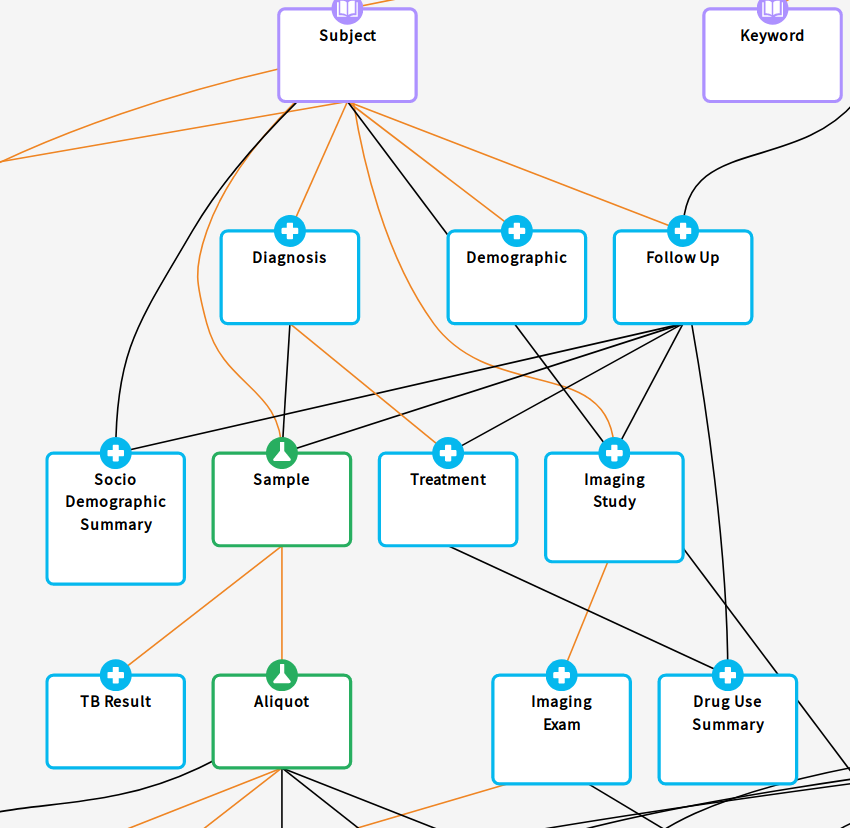 Subject
Keyword
Diagnosis
Demographic
Follow Up
Socio
Demographic
Summary
Sample
Treatment
Imaging
Study
TB Result
Aliquot
Imaging
Exam
Drug Use
Summary